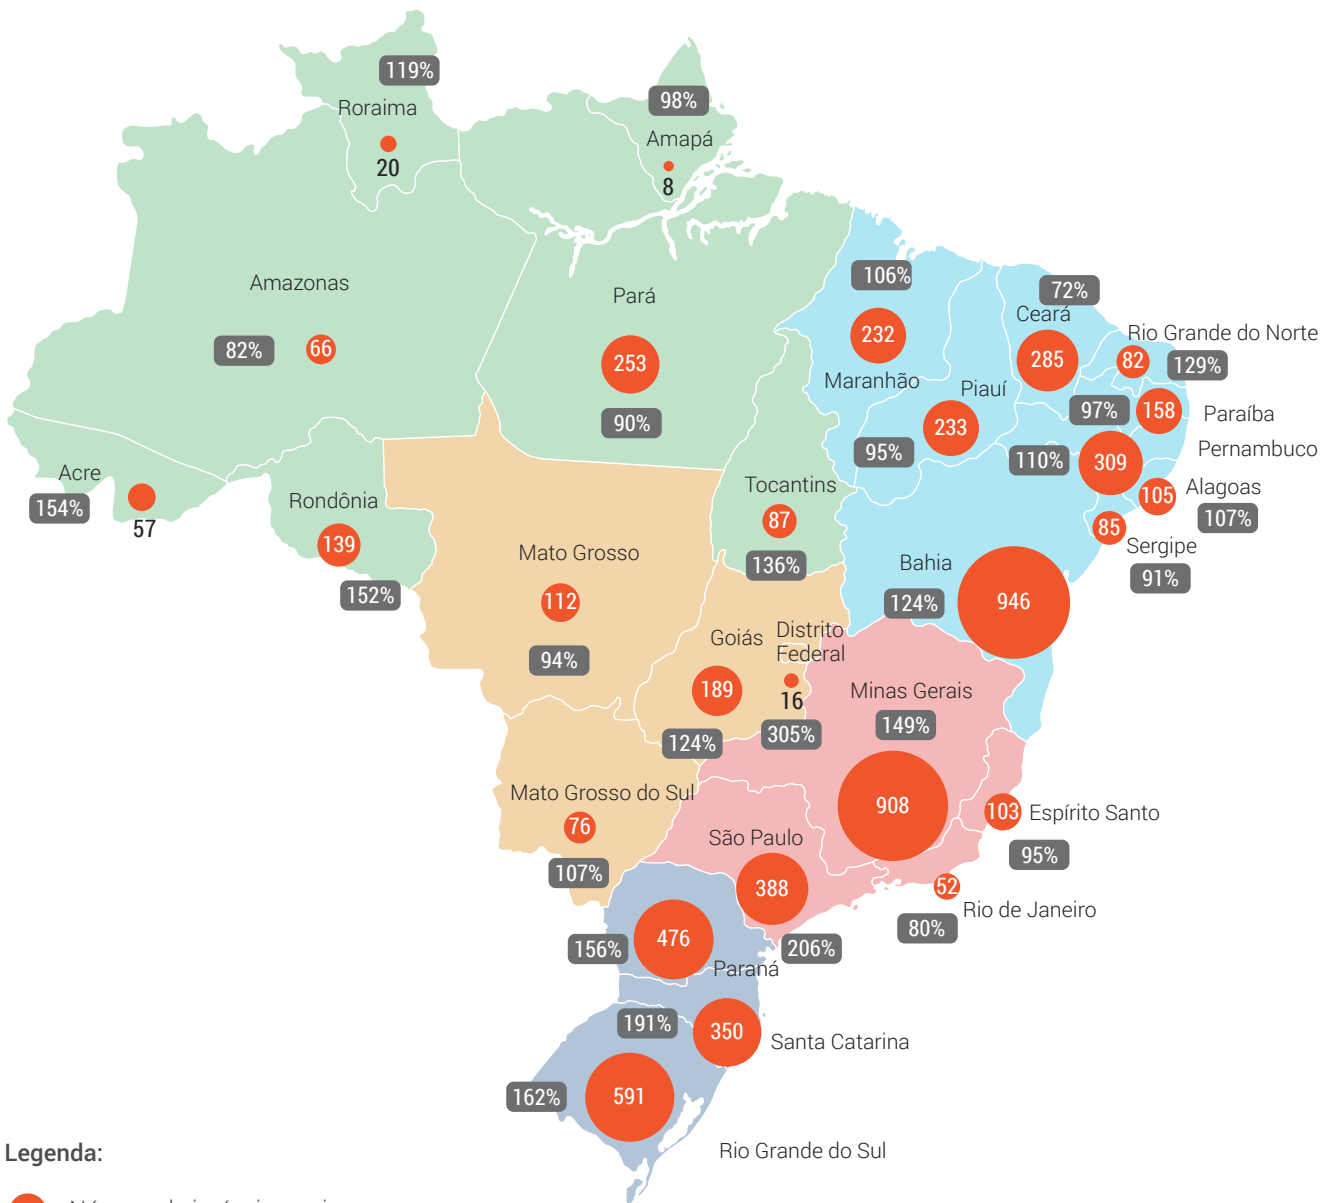 119%
Roraima
20
98%
Amapá
8
Amazonas
82%
66
Pará
253
90%
106%
232
Maranhão
72%
Ceará
285
Rio Grande do Norte
82
129%
Piauí
233
95%
97%
158
Paraíba
Pernambuco
110%
309
105
Alagoas
107%
85
Sergipe
91%
Acre
154%
57
Rondônia
139
152%
Tocantins
87
136%
Mato Grosso
112
94%
Bahia
124%
946
Goiás
189
124%
Distrito
Federal
16
305%
Minas Gerais
149%
908
Mato Grosso do Sul
76
107%
São Paulo
388
206%
103
Espírito Santo
95%
52
Rio de Janeiro
80%
156%
476
Paraná
191%
350
Santa Catarina
162%
591
Rio Grande do Sul
Legenda: